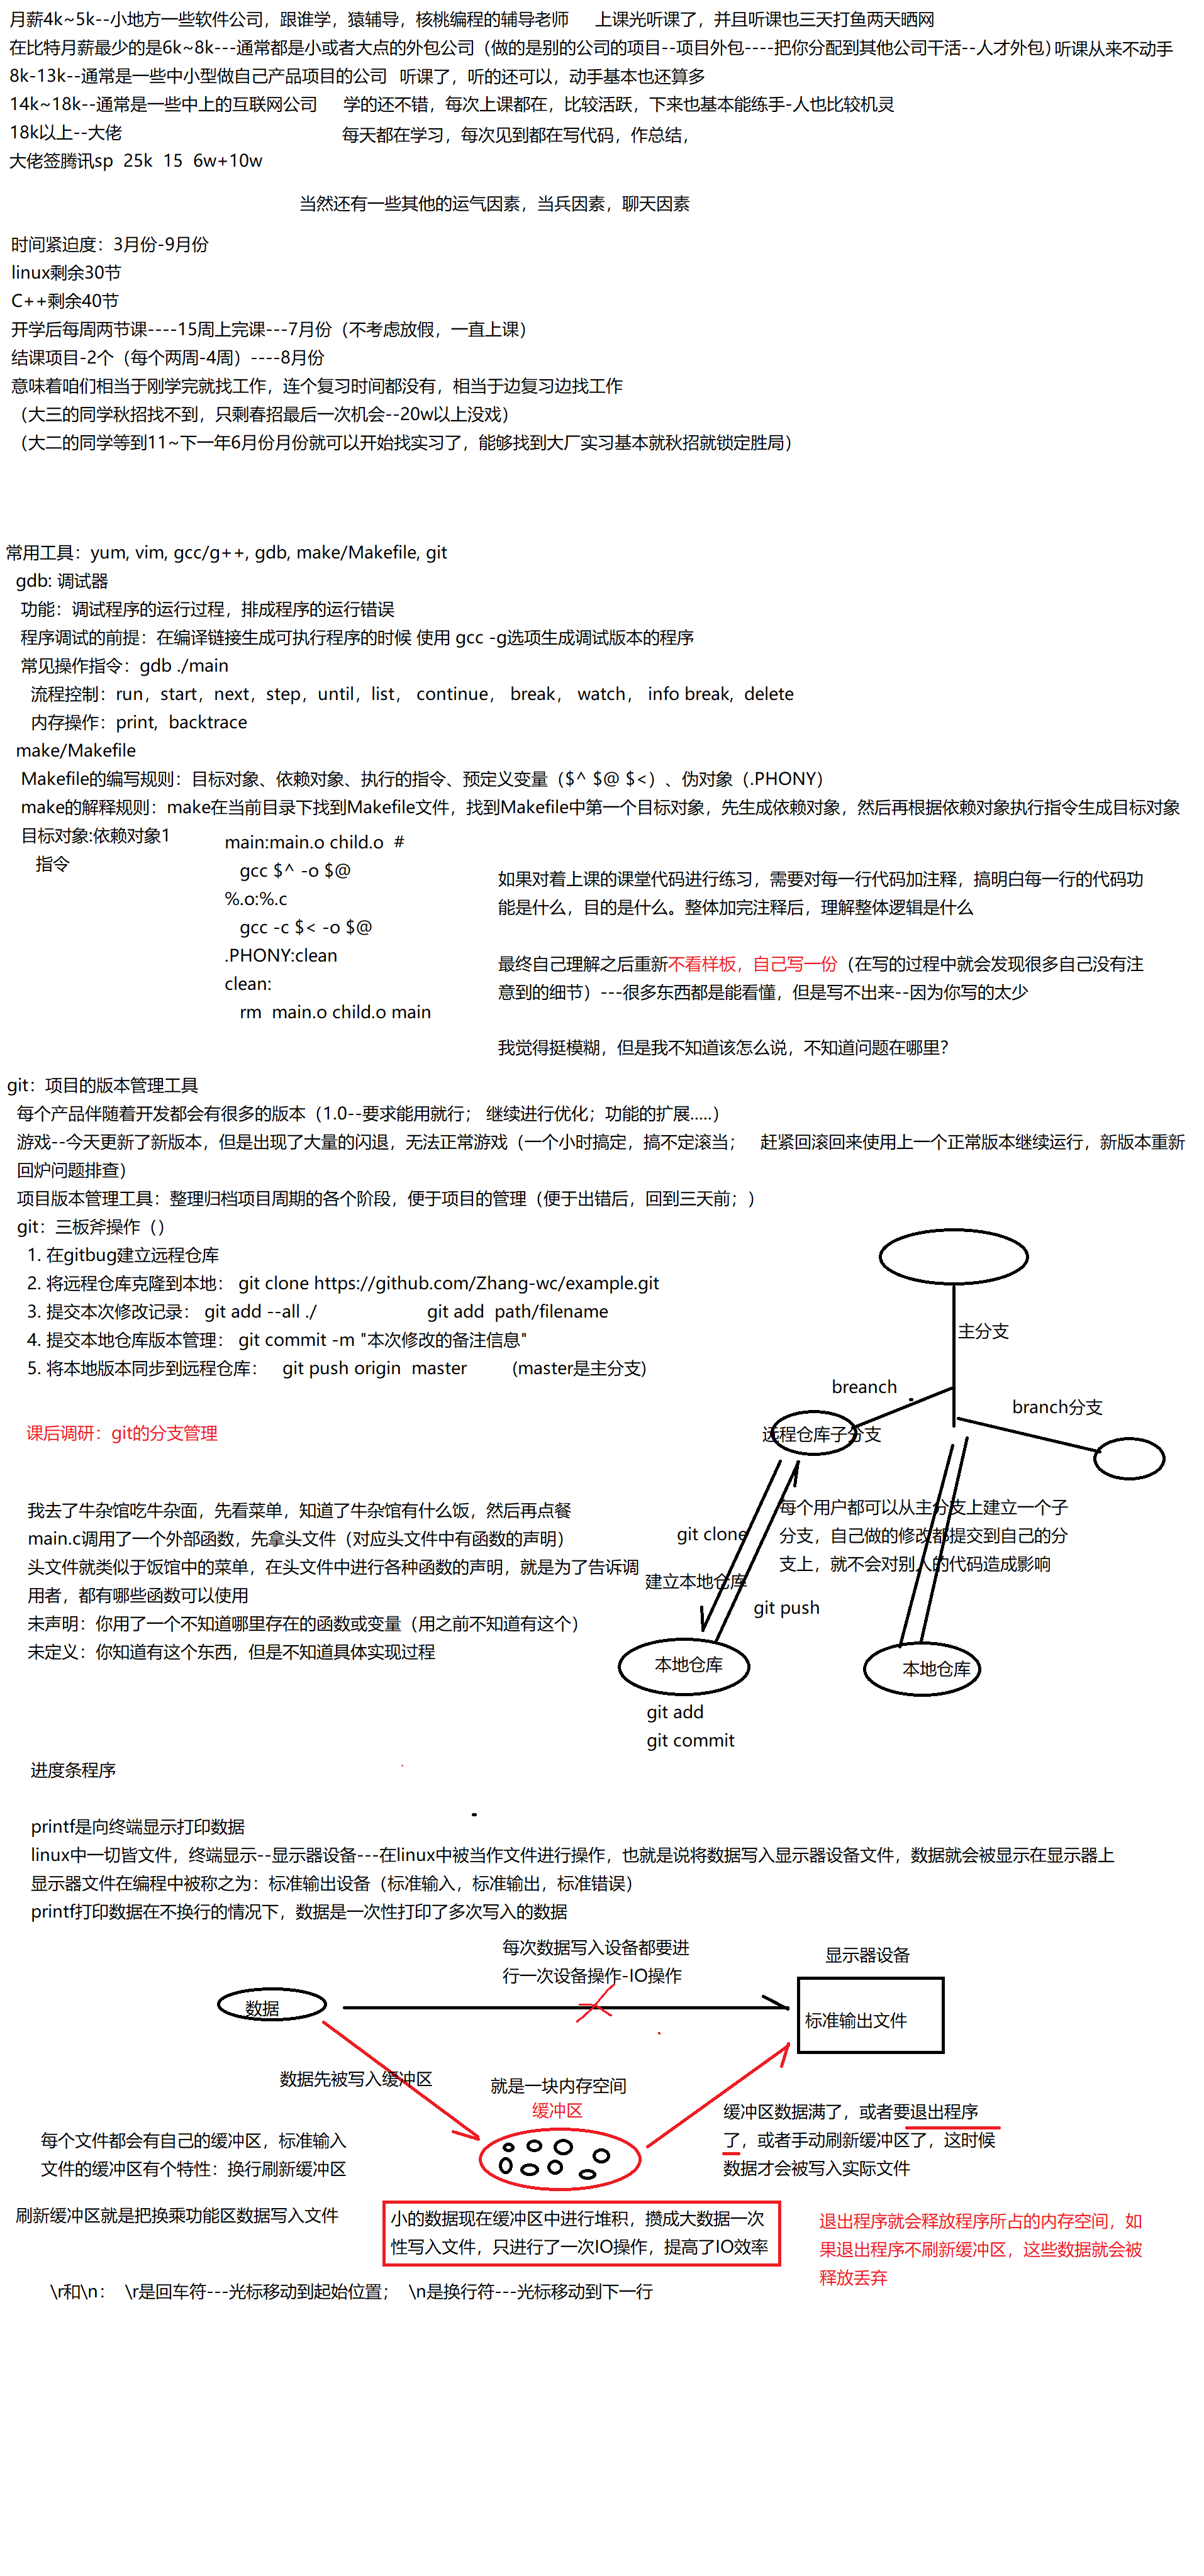 月薪4k~5k--小地方一些软件公司，跟谁学，猿辅导，核桃编程的辅导老师 上课光听课了，并且听课也三天打鱼两天晒网
在比特月薪最少的是6k~8k---通常都是小或者大点的外包公司（做的是别的公司的项目--项目外包----把你分配到其他公司干活--人才外包）听课从来不动手
8k-13k--通常是一些中小型做自己产品项目的公司 听课了，听的还可以，动手基本也还算多
14k~18k--通常是一些中上的互联网公司 学的还不错，每次上课都在，比较活跃，下来也基本能练手-人也比较机灵
18k以上--大佬 每天都在学习，每次见到都在写代码，作总结，
大佬签腾讯sp 25k 15 6w+10w
当然还有一些其他的运气因素，当兵因素，聊天因素
时间紧迫度：3月份-9月份
linux剩余30节
C++剩余40节
开学后每周两节课----15周上完课---7月份（不考虑放假，一直上课）
结课项目-2个（每个两周-4周）----8月份
意味着咱们相当于刚学完就找工作，连个复习时间都没有，相当于边复习边找工作
（大三的同学秋招找不到，只剩春招最后一次机会--20w以上没戏）
（大二的同学等到11~下一年6月份月份就可以开始找实习了，能够找到大厂实习基本就秋招就锁定胜局）
常用工具：yum, vim, gcc/g++, gdb, make/Makefile, git
gdb: 调试器
功能：调试程序的运行过程，排成程序的运行错误
程序调试的前提：在编译链接生成可执行程序的时候 使用 gcc -g选项生成调试版本的程序
常见操作指令：gdb ./main
流程控制：run，start，next，step，until，list， continue， break， watch， info break，delete
内存操作：print，backtrace
make/Makefile
Makefile的编写规则：目标对象、依赖对象、执行的指令、预定义变量（$^ $@ $<）、伪对象（.PHONY）
make的解释规则：make在当前目录下找到Makefile文件，找到Makefile中第一个目标对象，先生成依赖对象，然后再根据依赖对象执行指令生成目标对象
目标对象:依赖对象1
指令
main:main.o child.o #
gcc $^ -o $@
%.o:%.c
gcc -c $< -o $@
.PHONY:clean
clean:
rm main.o child.o main
如果对着上课的课堂代码进行练习，需要对每一行代码加注释，搞明白每一行的代码功
能是什么，目的是什么。整体加完注释后，理解整体逻辑是什么
最终自己理解之后重新不看样板，自己写一份（在写的过程中就会发现很多自己没有注
意到的细节）---很多东西都是能看懂，但是写不出来--因为你写的太少
我觉得挺模糊，但是我不知道该怎么说，不知道问题在哪里？
git：项目的版本管理工具
每个产品伴随着开发都会有很多的版本（1.0--要求能用就行； 继续进行优化；功能的扩展.....）
游戏--今天更新了新版本，但是出现了大量的闪退，无法正常游戏（一个小时搞定，搞不定滚当； 赶紧回滚回来使用上一个正常版本继续运行，新版本重新
回炉问题排查）
项目版本管理工具：整理归档项目周期的各个阶段，便于项目的管理（便于出错后，回到三天前；）
git：三板斧操作（）
1. 在gitbug建立远程仓库
2. 将远程仓库克隆到本地： git clone https://github.com/Zhang-wc/example.git
3. 提交本次修改记录： git add --all ./ git add path/filename
4. 提交本地仓库版本管理： git commit -m "本次修改的备注信息"
5. 将本地版本同步到远程仓库： git push origin master (master是主分支)
课后调研：git的分支管理
主分支
breanch
branch分支
远程仓库子分支
每个用户都可以从主分支上建立一个子
分支，自己做的修改都提交到自己的分
支上，就不会对别人的代码造成影响
git clone
建立本地仓库
git push
本地仓库
本地仓库
git add
git commit
我去了牛杂馆吃牛杂面，先看菜单，知道了牛杂馆有什么饭，然后再点餐
main.c调用了一个外部函数，先拿头文件（对应头文件中有函数的声明）
头文件就类似于饭馆中的菜单，在头文件中进行各种函数的声明，就是为了告诉调
用者，都有哪些函数可以使用
未声明：你用了一个不知道哪里存在的函数或变量（用之前不知道有这个）
未定义：你知道有这个东西，但是不知道具体实现过程
进度条程序
printf是向终端显示打印数据
linux中一切皆文件，终端显示--显示器设备---在linux中被当作文件进行操作，也就是说将数据写入显示器设备文件，数据就会被显示在显示器上
显示器文件在编程中被称之为：标准输出设备（标准输入，标准输出，标准错误）
printf打印数据在不换行的情况下，数据是一次性打印了多次写入的数据
每次数据写入设备都要进
行一次设备操作-IO操作
显示器设备
数据
标准输出文件
数据先被写入缓冲区
就是一块内存空间
缓冲区
缓冲区数据满了，或者要退出程序
了，或者手动刷新缓冲区了，这时候
数据才会被写入实际文件
每个文件都会有自己的缓冲区，标准输入
文件的缓冲区有个特性：换行刷新缓冲区
刷新缓冲区就是把换乘功能区数据写入文件
小的数据现在缓冲区中进行堆积，攒成大数据一次
性写入文件，只进行了一次IO操作，提高了IO效率
退出程序就会释放程序所占的内存空间，如
果退出程序不刷新缓冲区，这些数据就会被
释放丢弃
\r和\n： \r是回车符---光标移动到起始位置； \n是换行符---光标移动到下一行